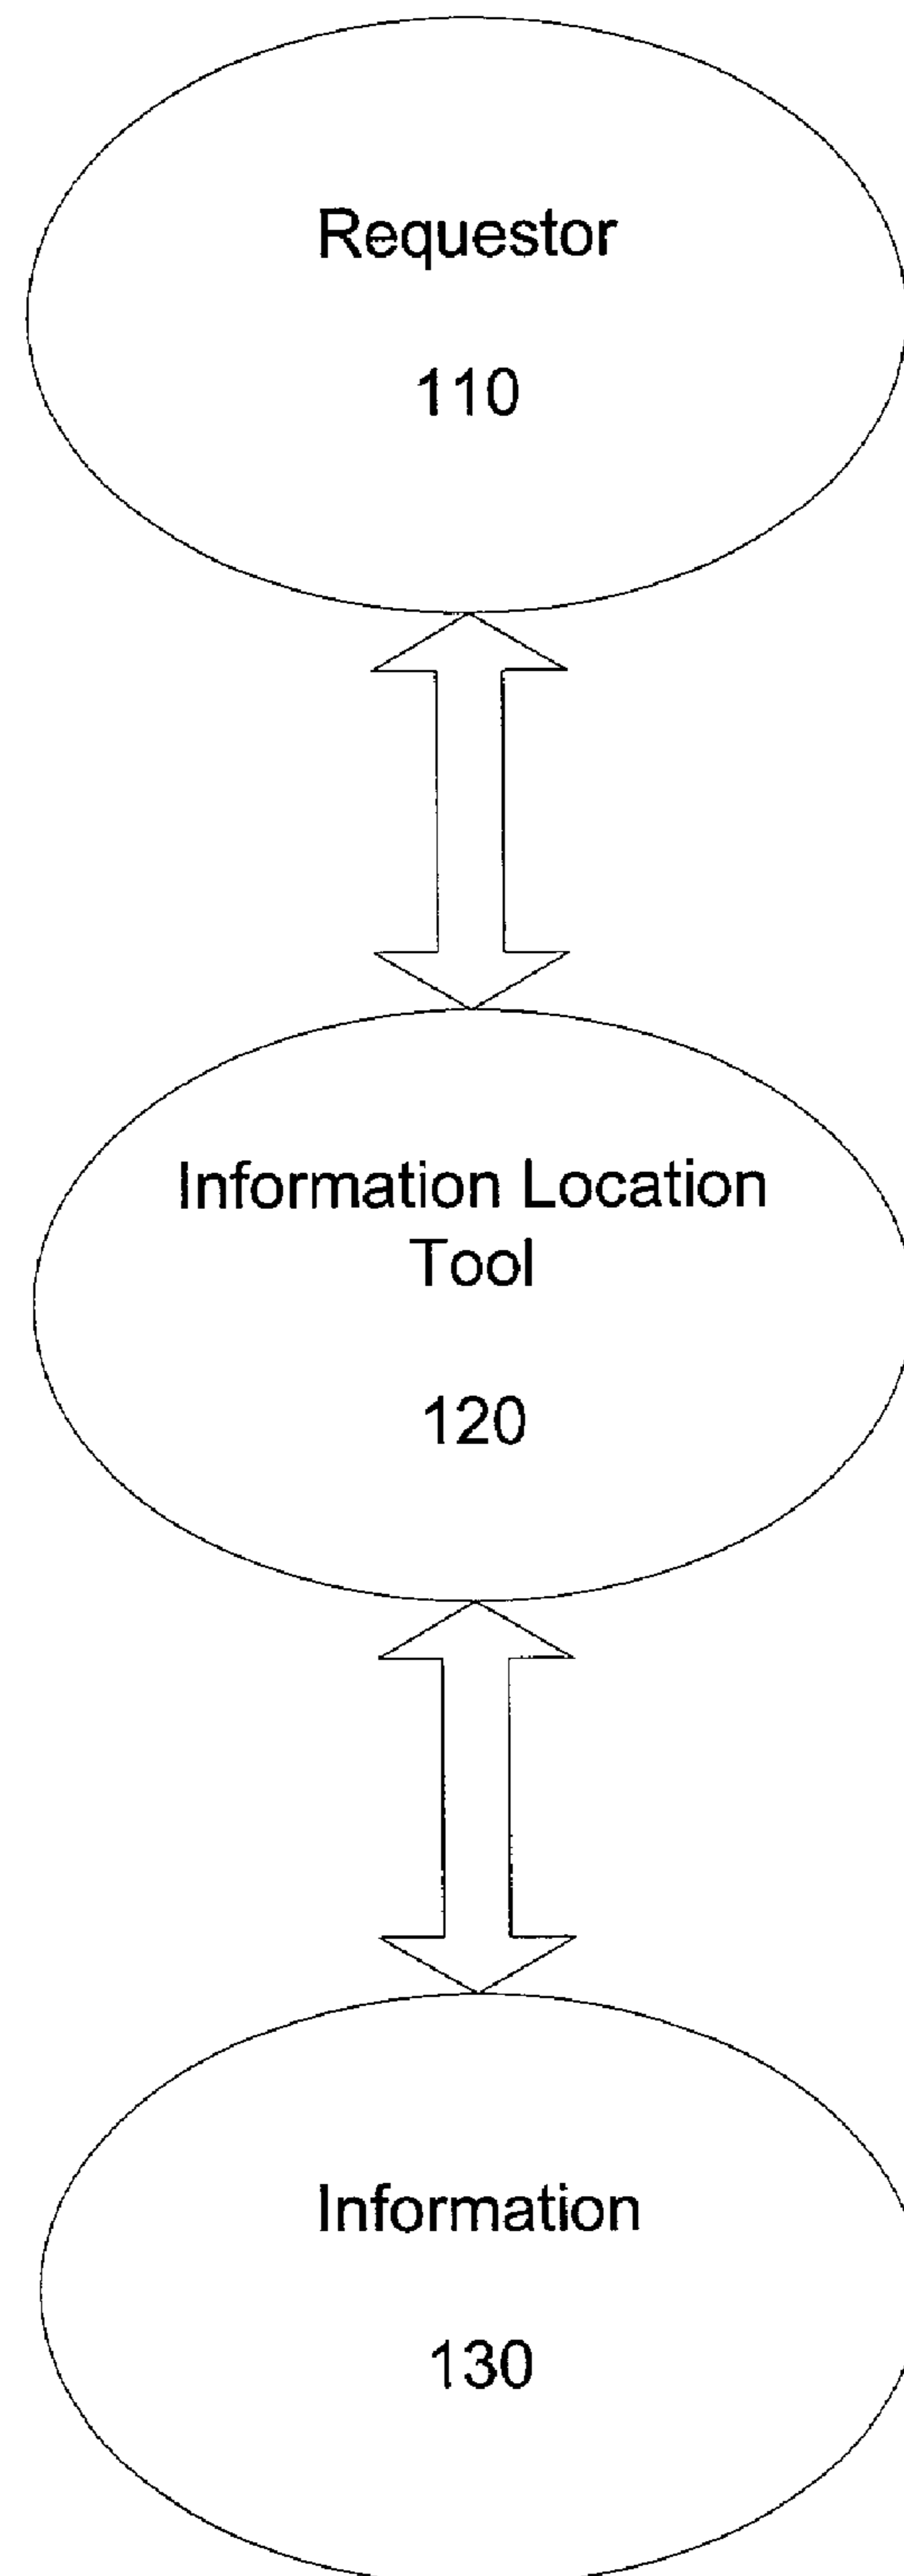 Requestor
110
Information Location
Tool
120
Information
130